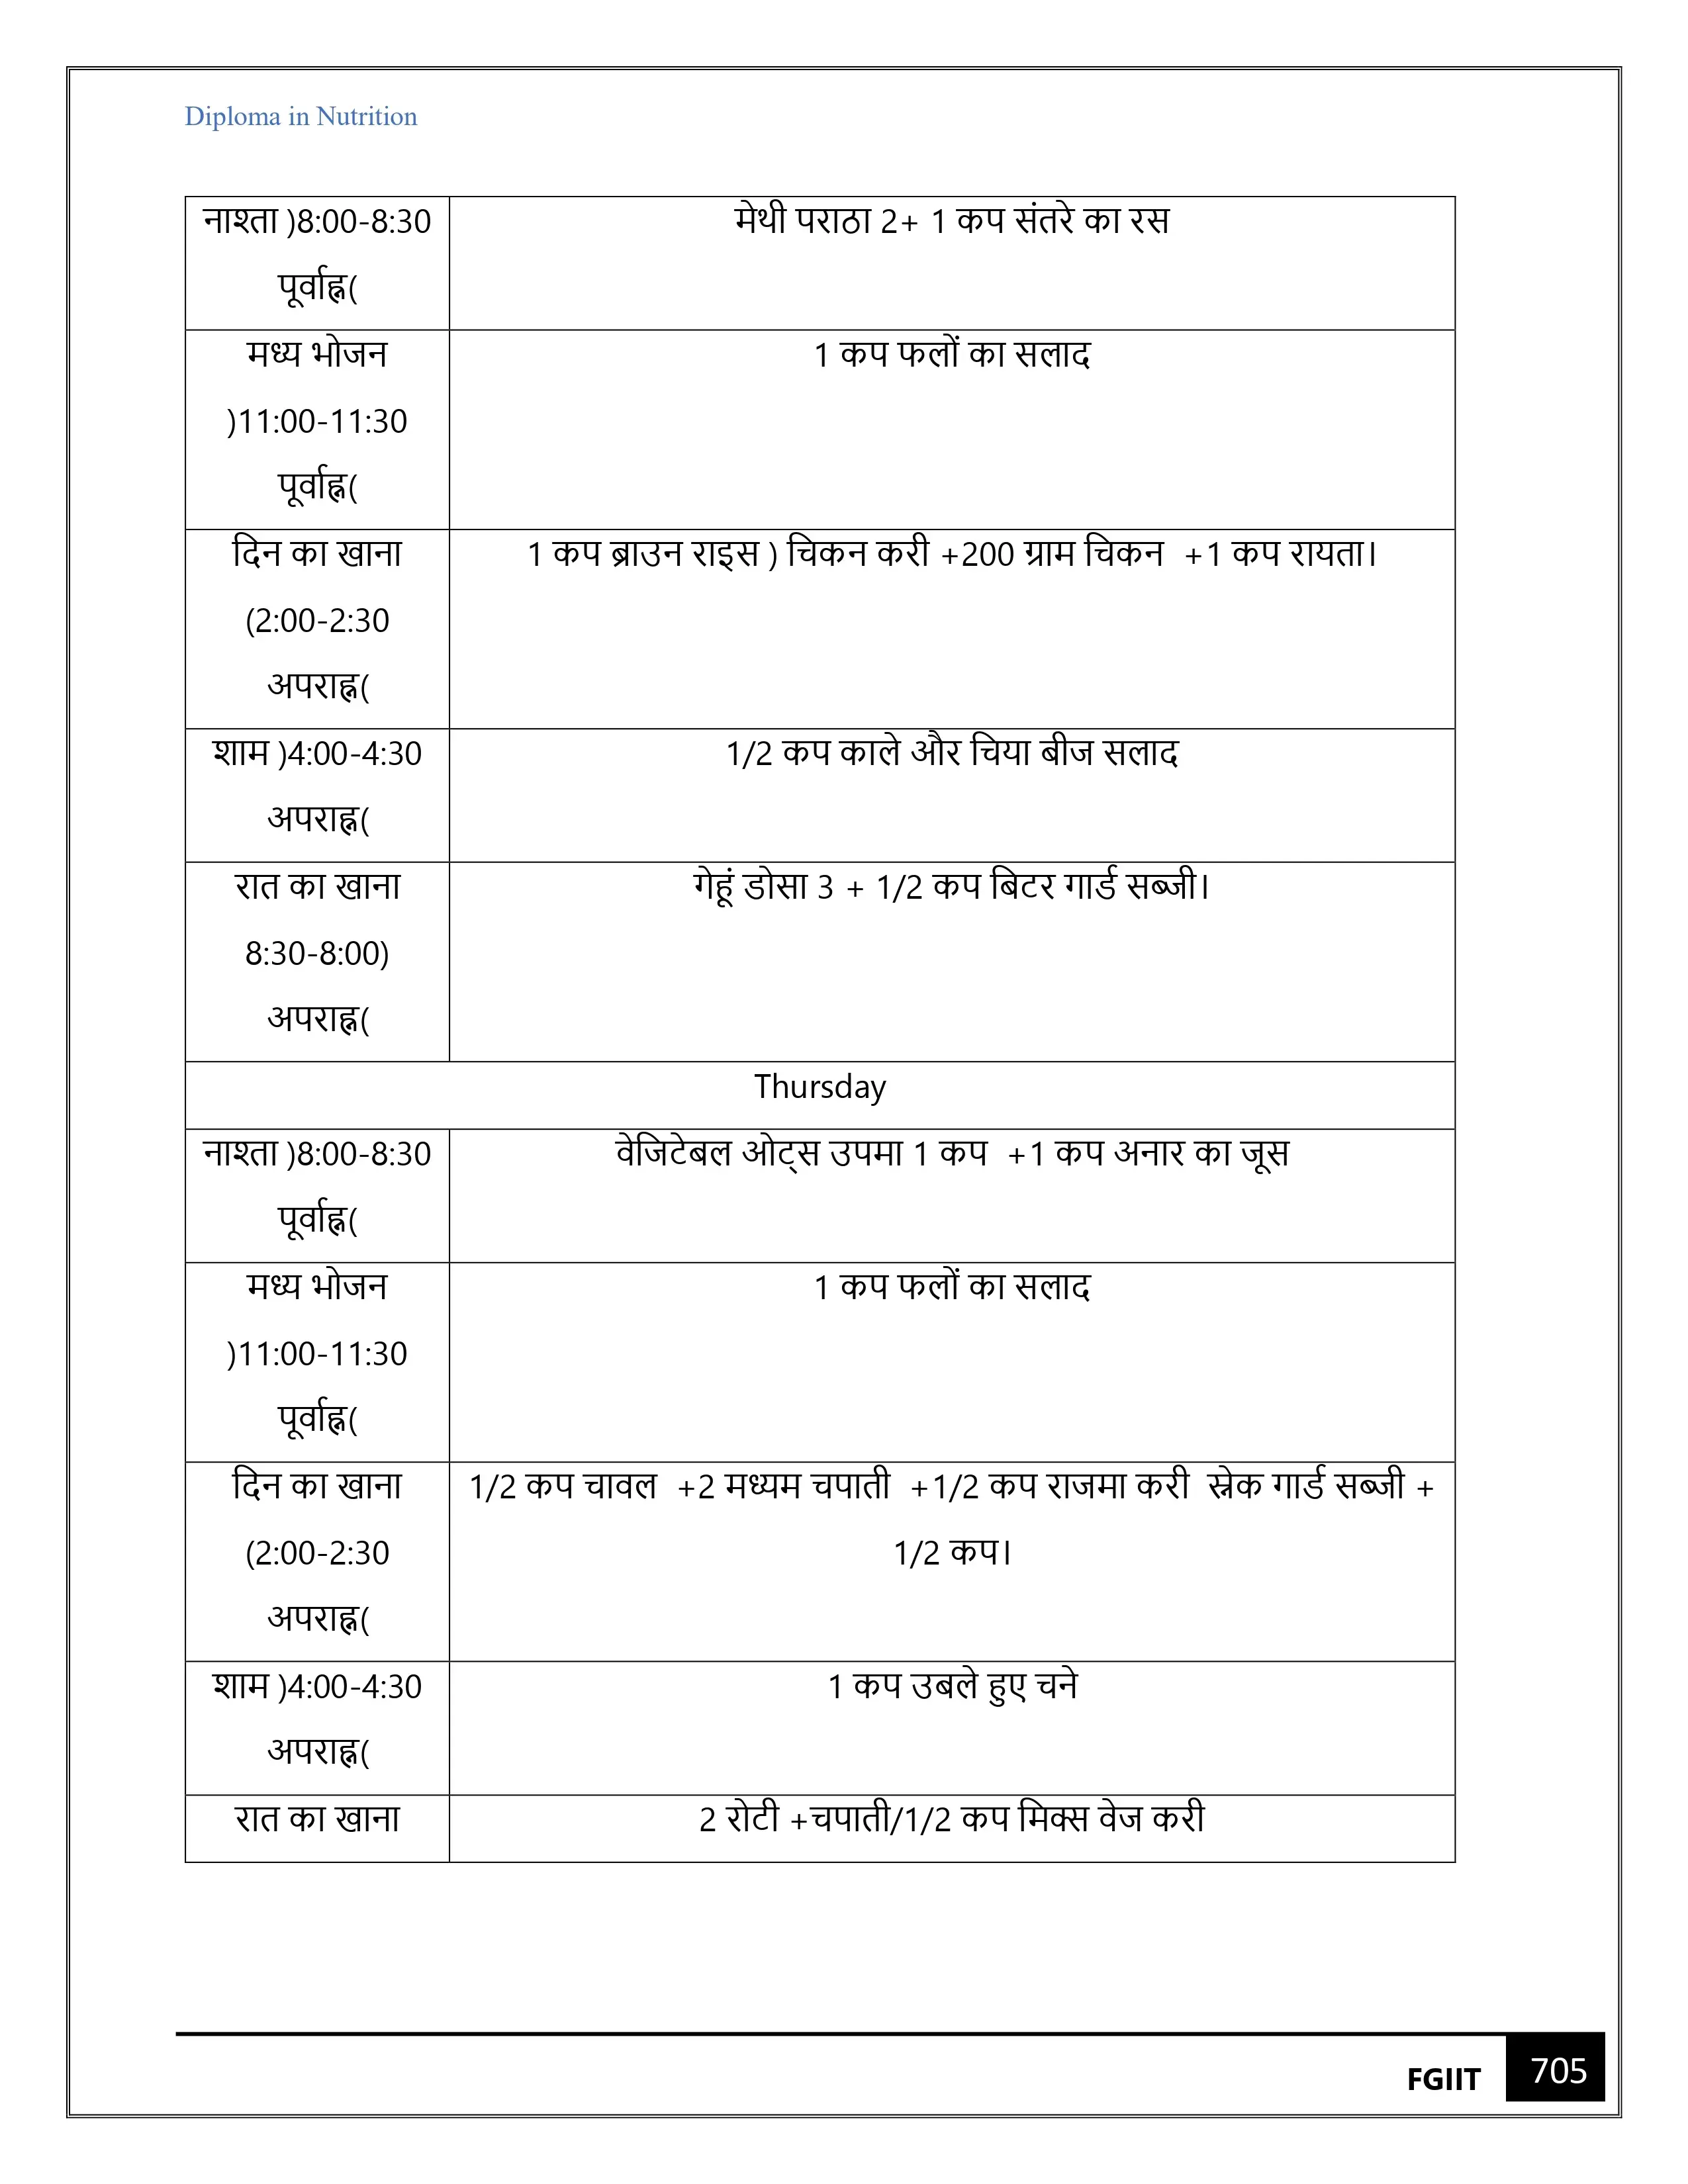 Diploma in Nutrition
नाश्ता )8:00-8:30
पूर्वाह्न(
मेथी पराठा 2+ 1 कप संतरे का रस
मध्य भोजन
)11:00-11:30
पूर्वाह्न(
1 कप फलों का सलाद
दिन का खाना
(2:00-2:30
अपराह्न(
1 कप ब्राउन राइस ) चिकन करी +200 ग्राम चिकन +1 कप रायता।
शाम )4:00-4:30
अपराह्न(
1/2 कप काले और चिया बीज सलाद
रात का खाना
8:30-8:00)
अपराह्न(
गेहूं डोसा 3 + 1/2 कप बिटर गार्ड सब्जी।
Thursday
नाश्ता )8:00-8:30
पूर्वाह्न(
वेजिटेबल ओट्स उपमा 1 कप +1 कप अनार का जूस
मध्य भोजन
)11:00-11:30
पूर्वाह्न(
1 कप फलों का सलाद
दिन का खाना
(2:00-2:30
अपराह्न(
1/2 कप चावल +2 मध्यम चपाती +1/2 कप राजमा करी स्नेक गार्ड सब्जी +
1/2 कप।
शाम )4:00-4:30
अपराह्न(
1 कप उबले हुए चने
रात का खाना
2 रोटी +चपाती/1/2 कप मिक्स वेज करी
FGIIT
705